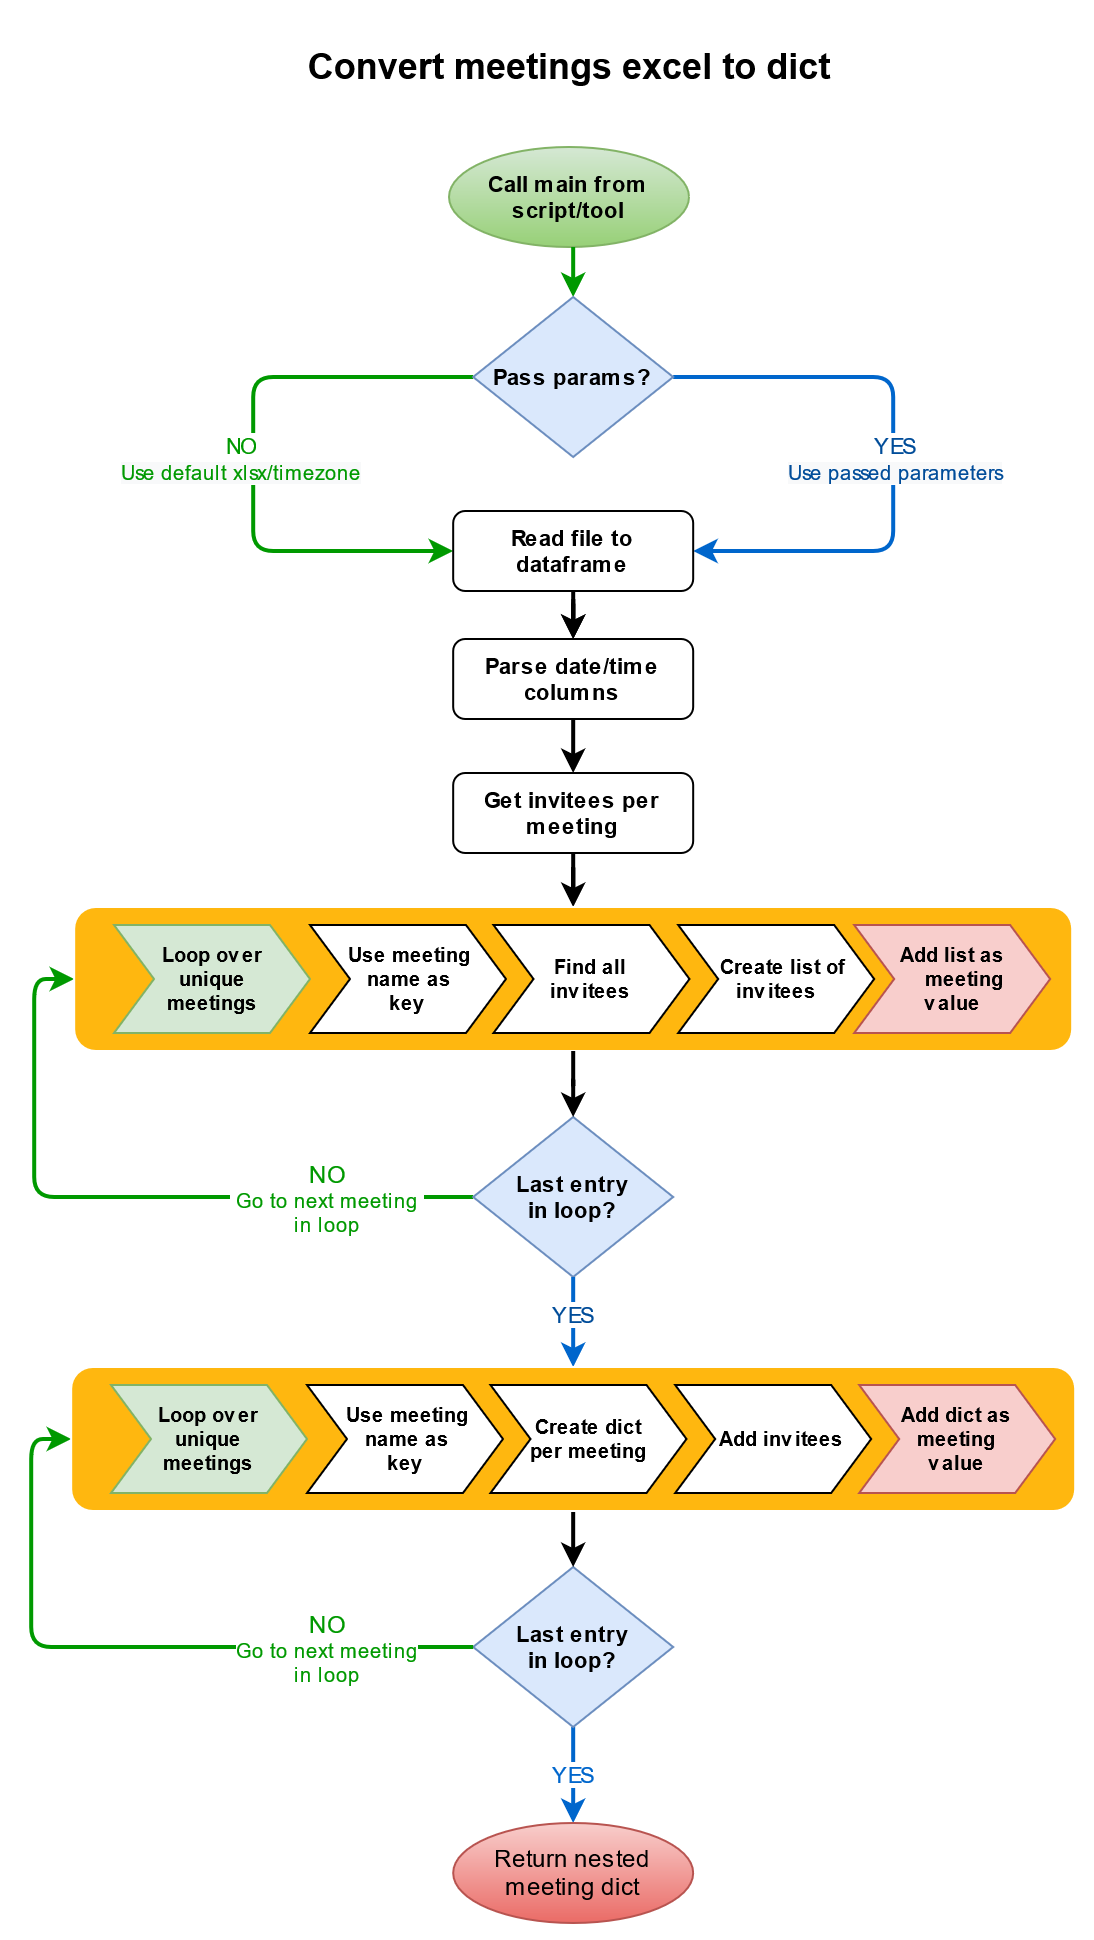 Convert meetings excel to dict
Call main from
script/tool
Pass params?
NO
Use default xlsx/timezone
YES
Use passed parameters
Read file to
dataframe
Parse date/time
columns
Get invitees per
meeting
Loop over
unique
meetings
Use meeting
name as
key
Find all
invitees
Create list of
invitees
Add list as
meeting
value
Last entry
in loop?
NO
Go to next meeting
in loop
YES
Loop over
unique
meetings
Use meeting
name as
key
Create dict
per meeting
Add invitees
Add dict as
meeting
value
Last entry
in loop?
NO
Go to next meeting
in loop
YES
Return nested
meeting dict